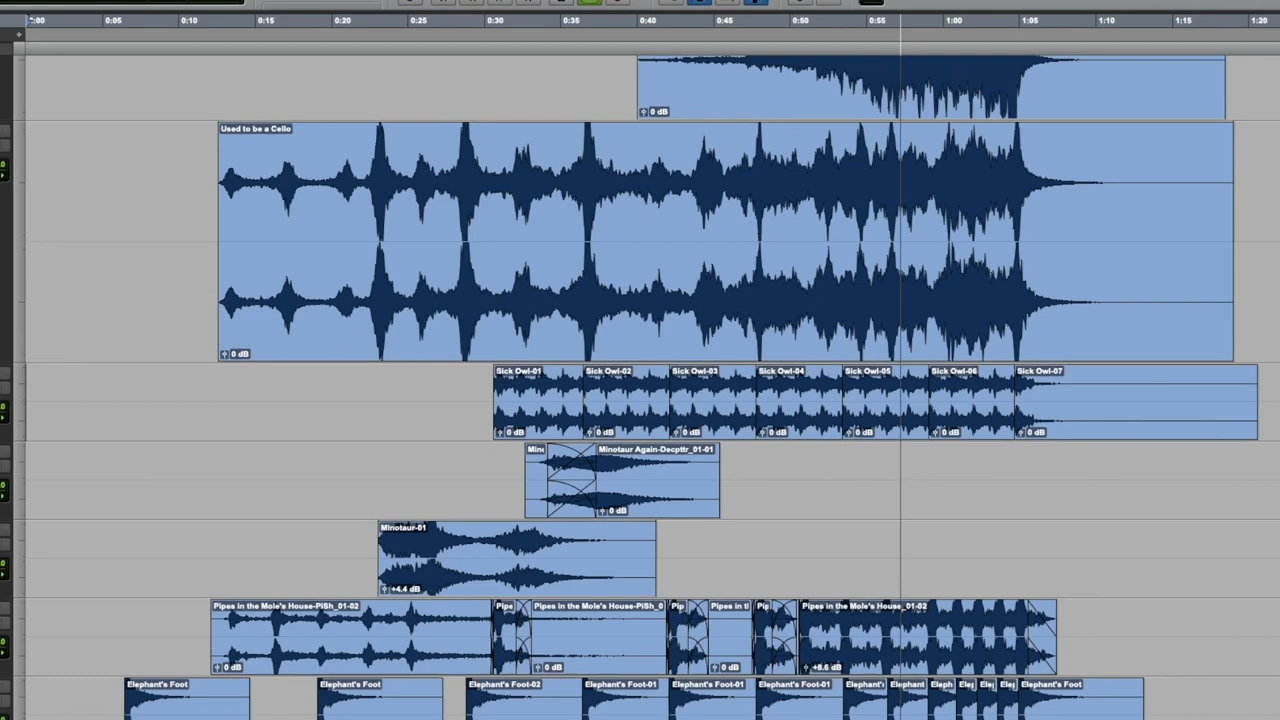 0:00 0:05 0:10 0:15 0:20 0:25 0:30 0:35 0:40 0:45 0:50 0:55 1:00 1:05 1:10 1:15 1:20
0 dB
Used to be a Cello
0 dB
Sick Owl-01 Sick Owl-02 Sick Owl-03 Sick Owl-04 Sick Owl-05 Sick Owl-06 Sick Owl-07
0 dB 0 dB 0 dB 0 dB 0 dB 0 dB 0 dB
Mino Minotaur Again-Decpttr_01-01
0 dB
Minotaur-01
+4.4 dB
Pipes in the Mole's House-PiSh_01-02 Pipe Pipes in the Mole's House-PiSh_0 Pip Pipes in tl Pip Pipes in the Mole's House_01-02
0 dB 0 dB 0 dB +8.6 dB
Elephant's Foot Elephant's Foot Elephant's Foot-02 Elephant's Foot-01 Elephant's Foot-01 Elephant's Foot-01 Elephant's Elephant Eleph Elep Elep Elep Elephant's Foot